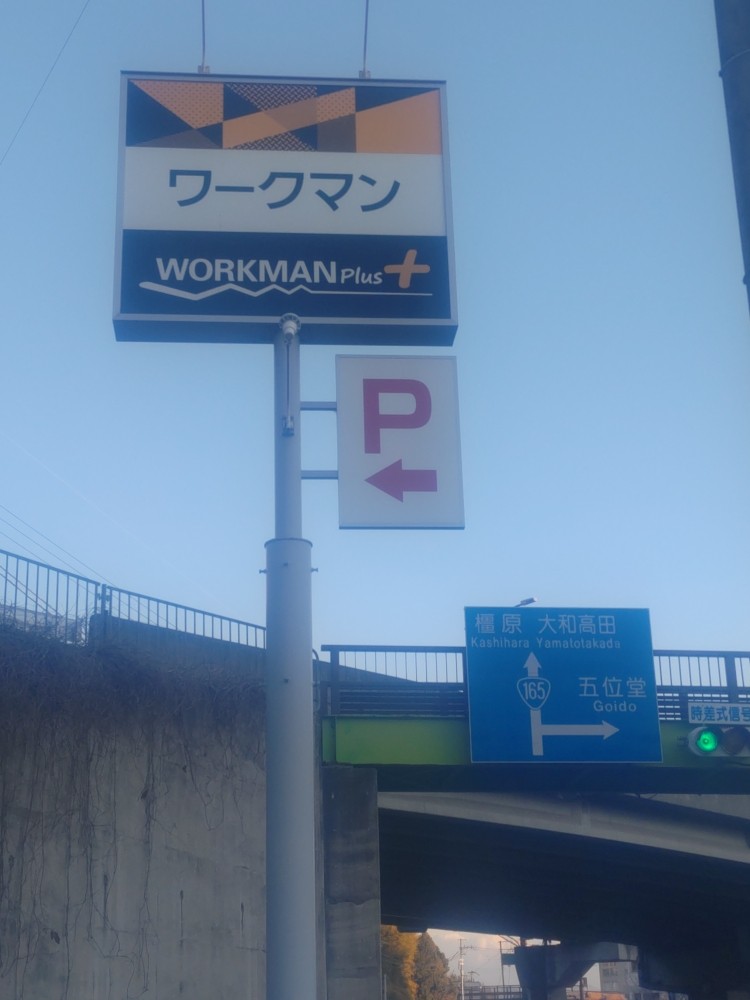 ワークマン
WORKMAN Plus
P
橿原 大和高田
Kashihara Yamatotakada
165
五位堂
Goido
時差式信号